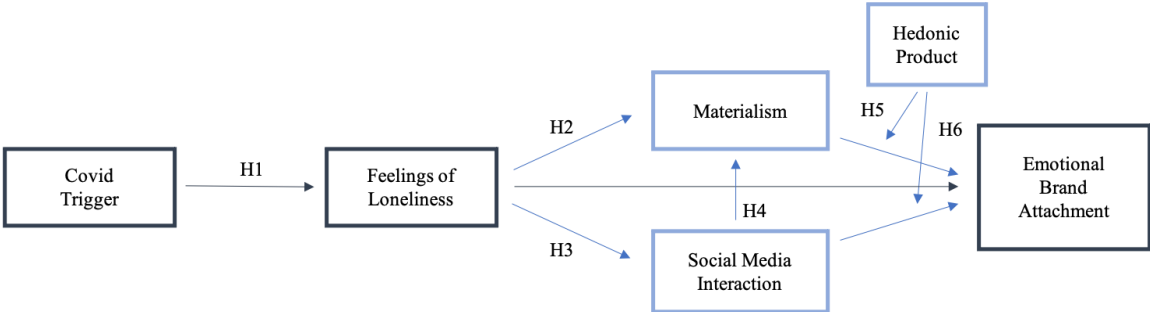 Hedonic
Product
H5
H6
Materialism
H2
Covid
Trigger
H1
Feelings of
Loneliness
Emotional
Brand
Attachment
H4
H3
Social Media
Interaction